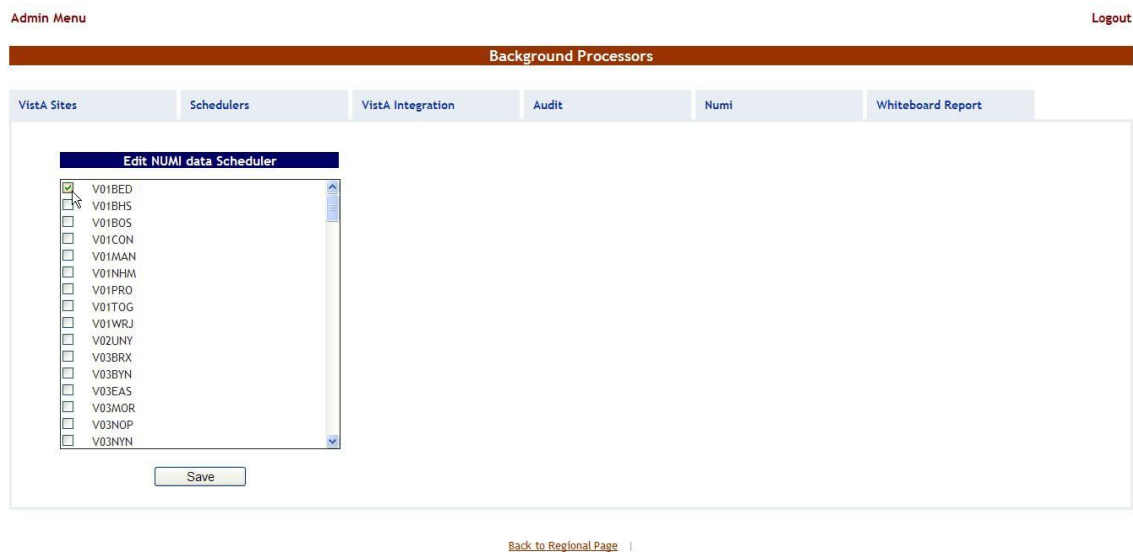 Admin Menu Logout
Background Processors
VistA Sites Schedulers VistA Integration Audit Numi Whiteboard Report
Edit NUMI data Scheduler
V01BED
V01BHS
V01BOS
V01CON
V01MAN
V01NHM
V01PRO
V01TOG
V01WRJ
V02UNY
V03BRX
V03BYN
V03EAS
V03MOR
V03NOP
V03NYN
Save
Back to Regional Page |